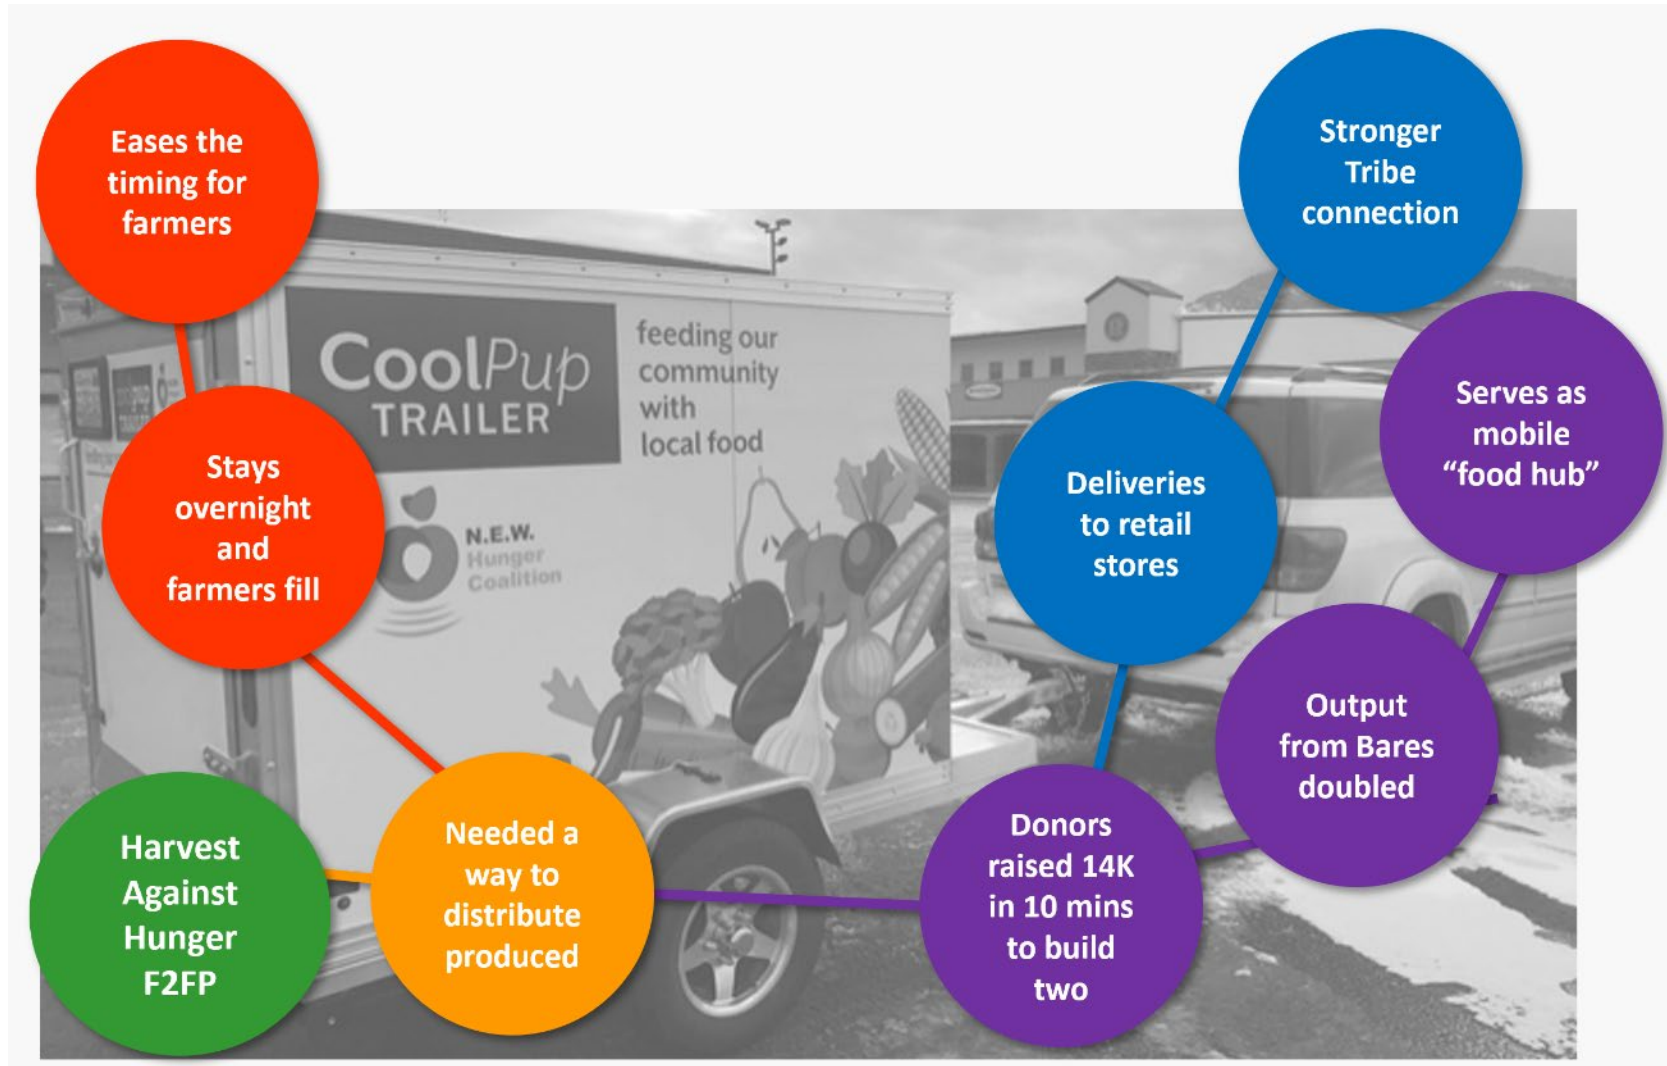 Eases the
timing for
farmers
Stays
overnight
and
farmers fill
Harvest
Against
Hunger
F2FP
Needed a
way to
distribute
produced
Donors
raised 14K
in 10 mins
to build
two
Deliveries
to retail
stores
Stronger
Tribe
connection
Output
from Bares
doubled
Serves as
mobile
“food hub”
CoolPup
TRAILER
feeding our
community
with
local food
N.E.W.
Hunger
Coalition